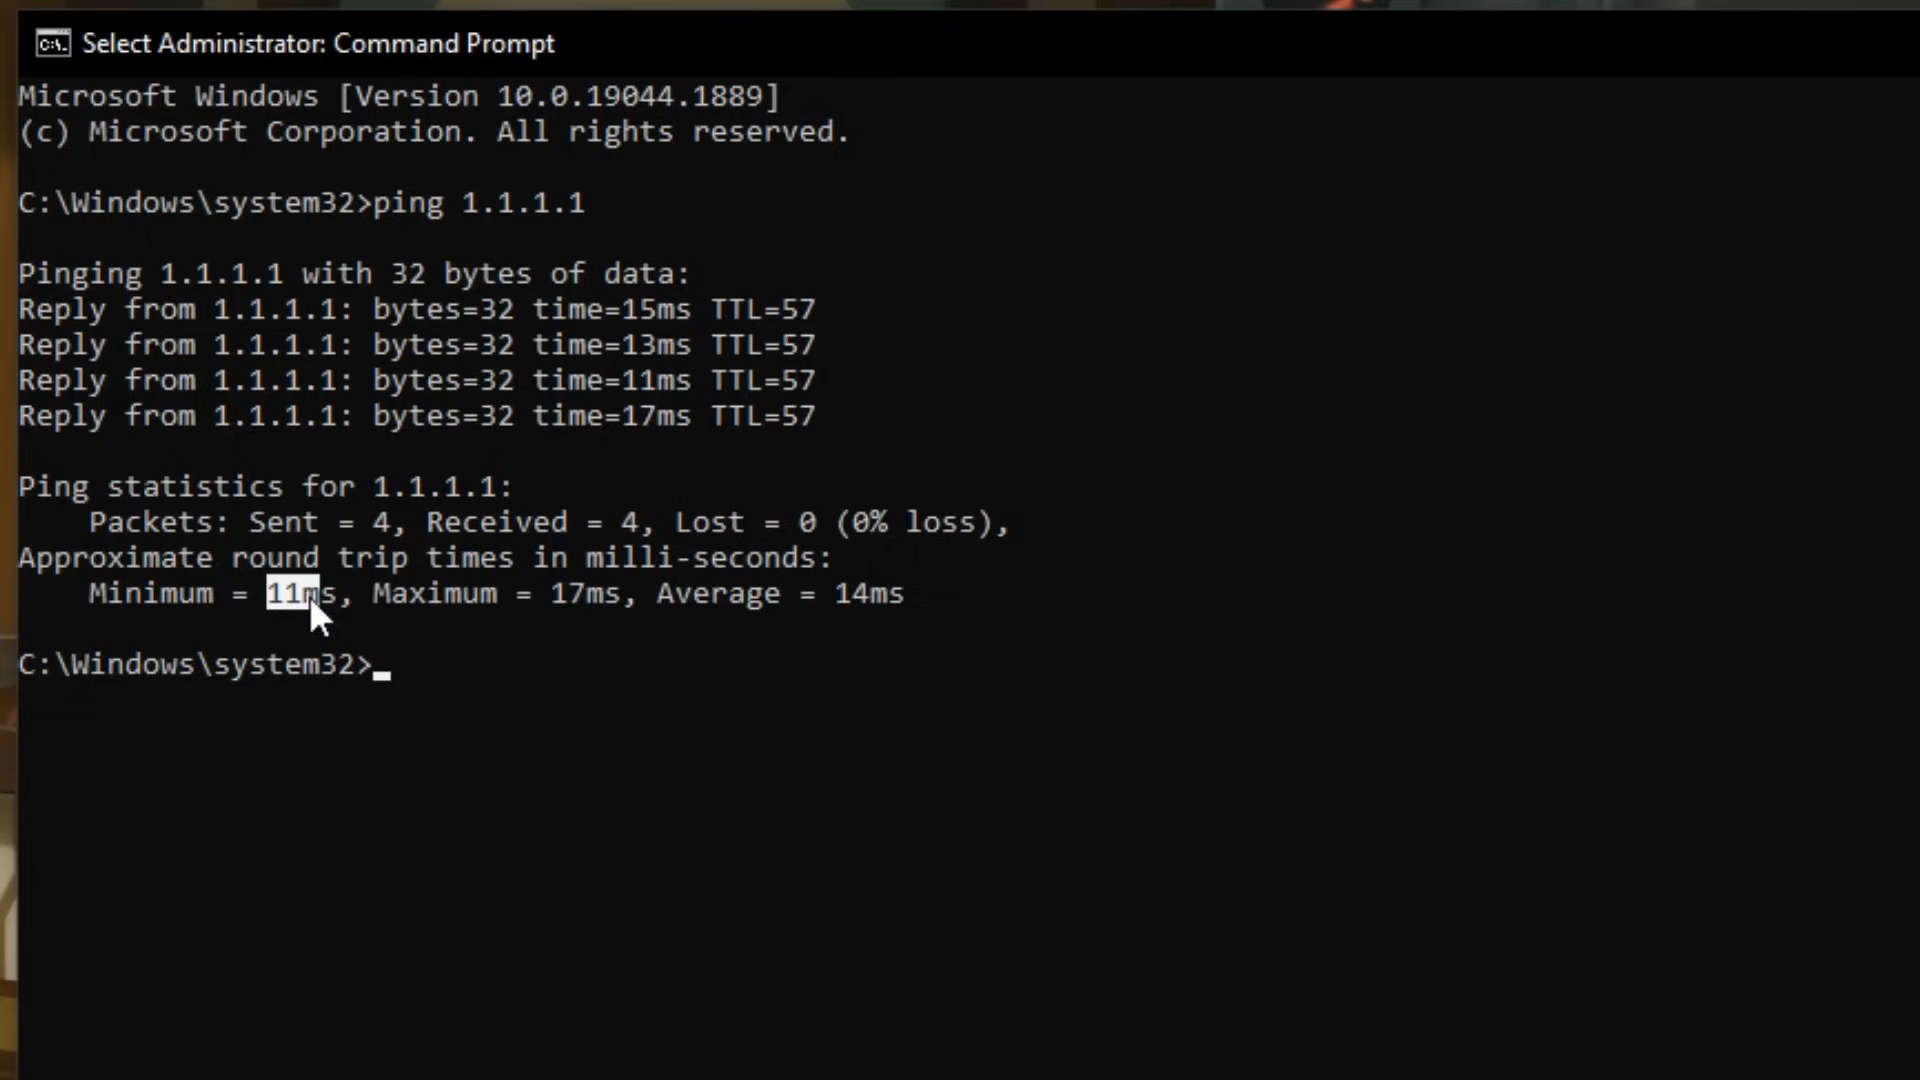 Select Administrator: Command Prompt
Microsoft Windows [Version 10.0.19044.1889]
(c) Microsoft Corporation. All rights reserved.
C:\Windows\system32>ping 1.1.1.1
Pinging 1.1.1.1 with 32 bytes of data:
Reply from 1.1.1.1: bytes=32 time=15ms TTL=57
Reply from 1.1.1.1: bytes=32 time=13ms TTL=57
Reply from 1.1.1.1: bytes=32 time=11ms TTL=57
Reply from 1.1.1.1: bytes=32 time=17ms TTL=57
Ping statistics for 1.1.1.1:
    Packets: Sent = 4, Received = 4, Lost = 0 (0% loss),
Approximate round trip times in milli-seconds:
    Minimum = 11ms, Maximum = 17ms, Average = 14ms
C:\Windows\system32>